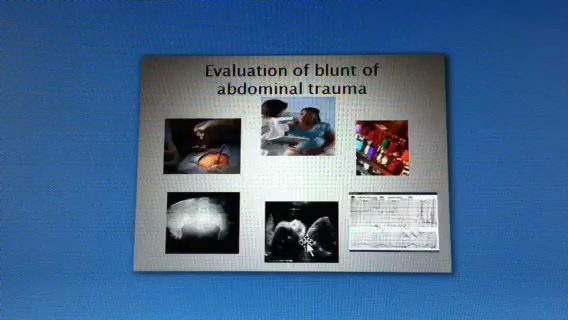 Evaluation of blunt of
abdominal trauma